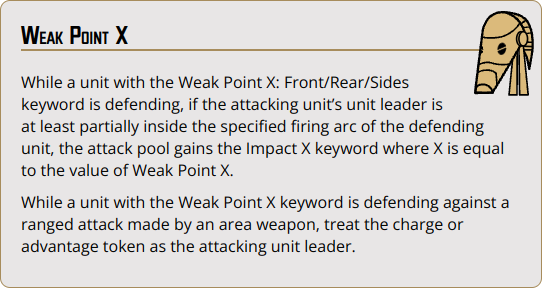 Weak Point X
While a unit with the Weak Point X: Front/Rear/Sides
keyword is defending, if the attacking unit’s unit leader is
at least partially inside the specified firing arc of the defending
unit, the attack pool gains the Impact X keyword where X is equal
to the value of Weak Point X.
While a unit with the Weak Point X keyword is defending against a
ranged attack made by an area weapon, treat the charge or
advantage token as the attacking unit leader.